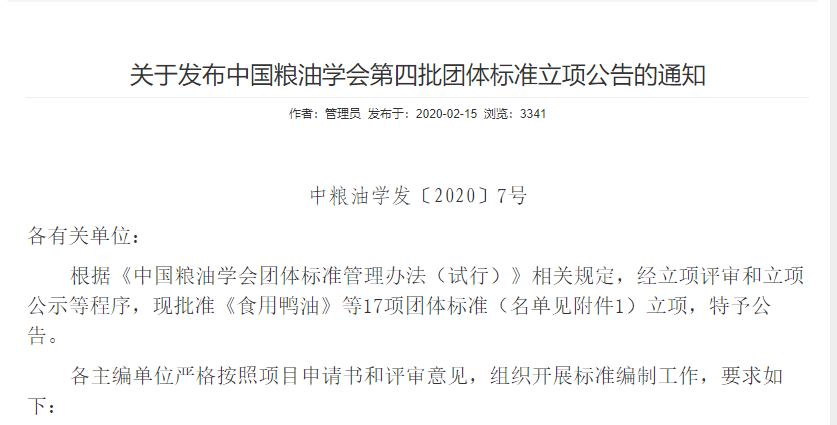 关于发布中国粮油学会第四批团体标准立项公告的通知
作者：管理员 发布于：2020-02-15 浏览：3341
中粮油学发〔2020〕7号
各有关单位：
根据《中国粮油学会团体标准管理办法（试行）》相关规定，经立项评审和立项
公示等程序，现批准《食用鸭油》等17项团体标准（名单见附件1）立项，特予公
告。
各主编单位严格按照项目申请书和评审意见，组织开展标准编制工作，要求如
下：